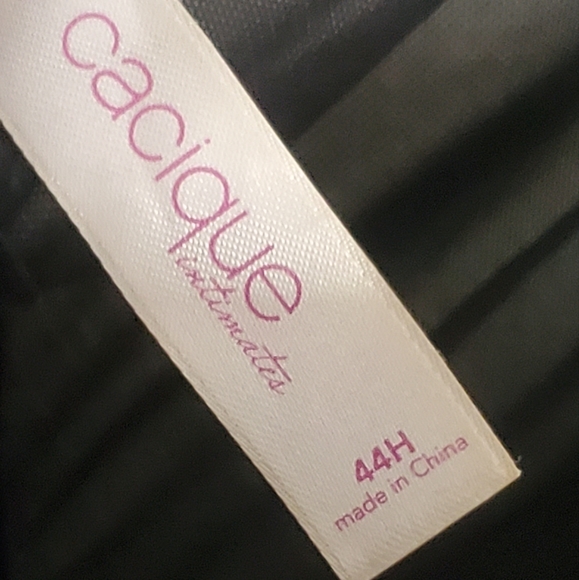 cacique
intimates
44H
made in China